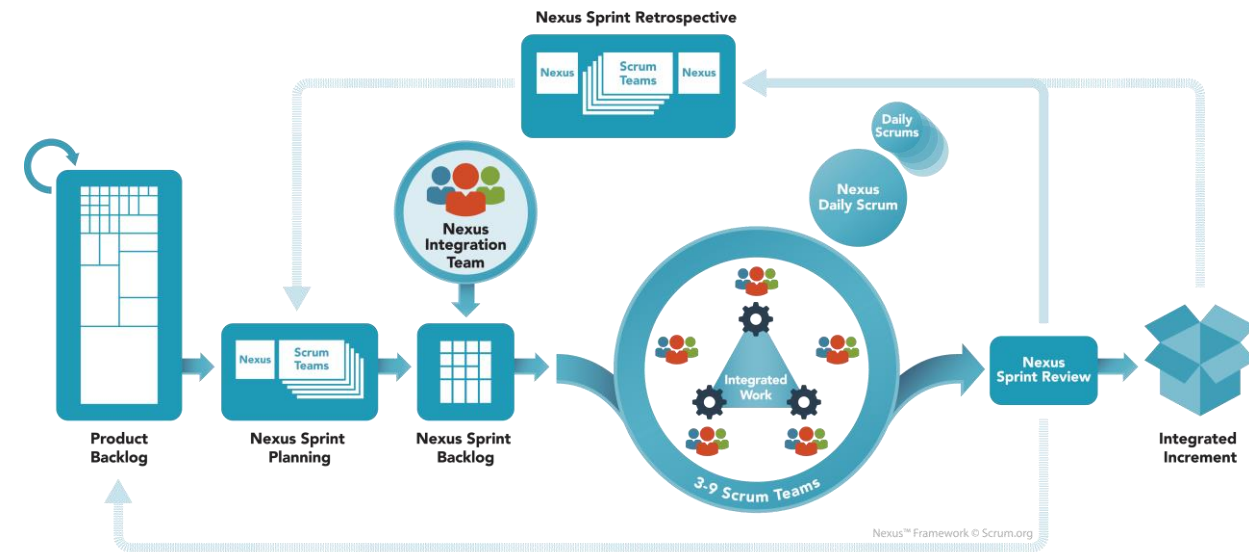 Nexus Sprint Retrospective
Nexus
Scrum
Teams
Nexus
Daily
Scrums
Nexus
Daily Scrum
Nexus
Integration
Team
Nexus
Scrum
Teams
Integrated
Work
Nexus
Sprint Review
Product
Backlog
Nexus Sprint
Planning
Nexus Sprint
Backlog
3-9 Scrum Teams
Integrated
Increment
Nexus™ Framework © Scrum.org